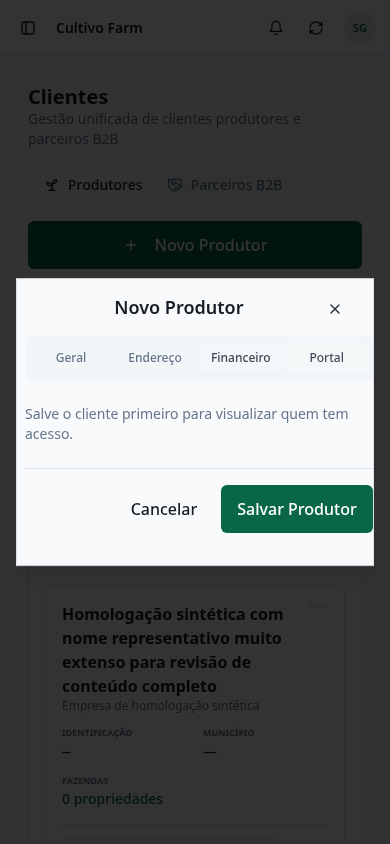 Cultivo Farm
SG
Clientes
Gestão unificada de clientes produtores e
parceiros B2B
Produtores
Parceiros B2B
Novo Produtor
Novo Produtor
Geral
Endereço
Financeiro
Portal
Salve o cliente primeiro para visualizar quem tem
acesso.
Cancelar
Salvar Produtor
Homologação sintética com
nome representativo muito
extenso para revisão de
conteúdo completo
Empresa de homologação sintética
IDENTIFICAÇÃO
MUNICÍPIO
–
—
FAZENDAS
0 propriedades